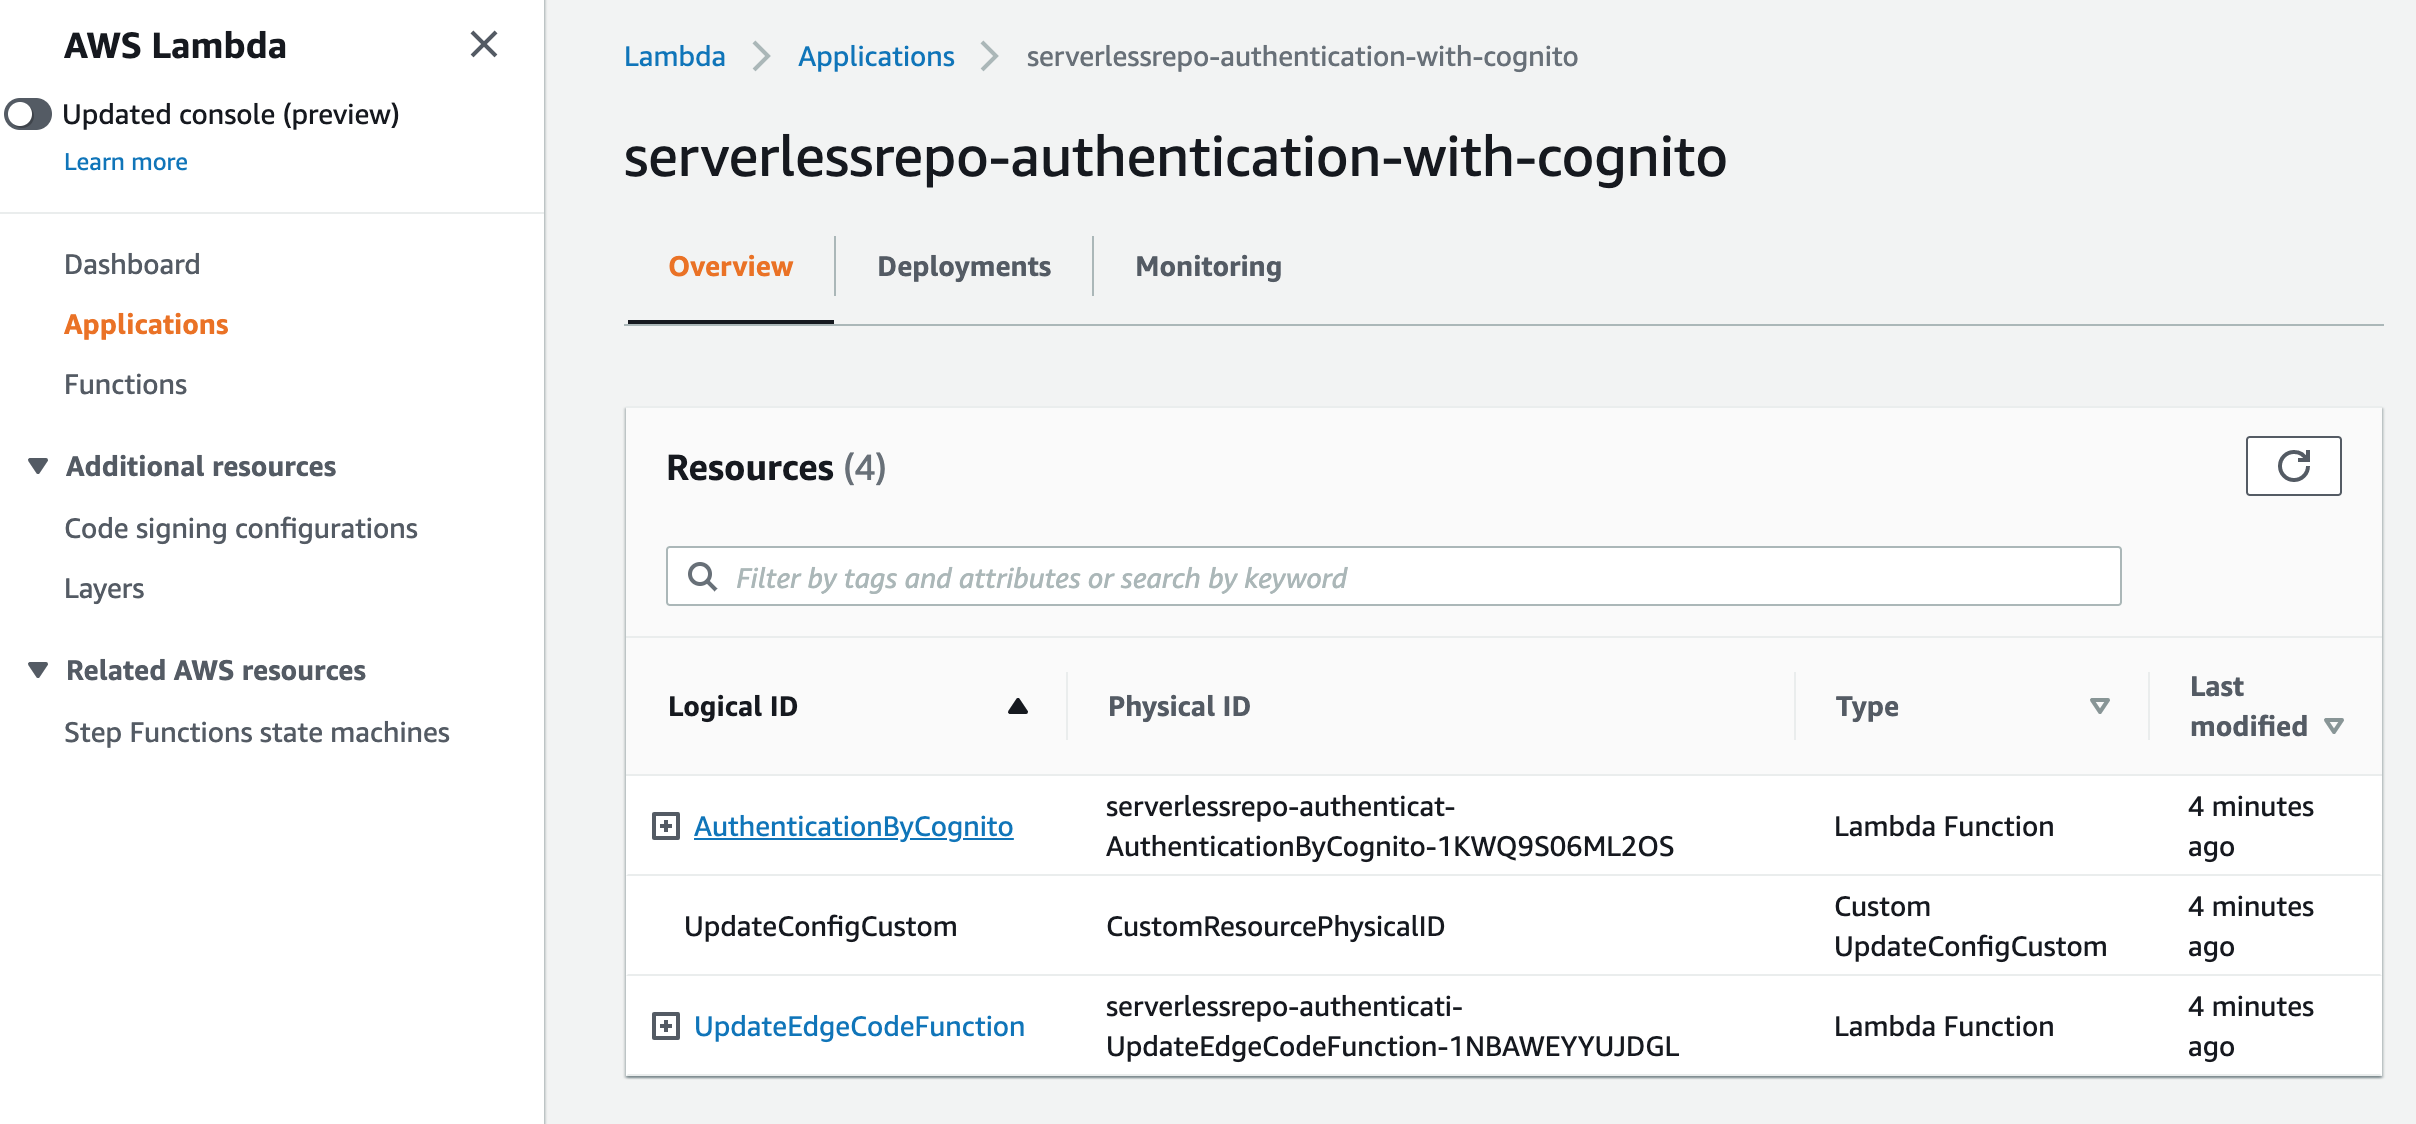 AWS Lambda
Updated console (preview)
Learn more
Dashboard
Applications
Functions
Additional resources
Code signing configurations
Layers
Related AWS resources
Step Functions state machines
Lambda > Applications > serverlessrepo-authentication-with-cognito
serverlessrepo-authentication-with-cognito
Overview Deployments Monitoring
Resources (4)
Filter by tags and attributes or search by keyword
Logical ID Physical ID Type Last
modified
AuthenticationByCognito serverlessrepo-authenticat- Lambda Function 4 minutes
AuthenticationByCognito-1KWQ9S06ML2OS ago
UpdateConfigCustom CustomResourcePhysicalID Custom 4 minutes
UpdateConfigCustom ago
UpdateEdgeCodeFunction serverlessrepo-authenticati- Lambda Function 4 minutes
UpdateEdgeCodeFunction-1NBAWEYYUJDGL ago